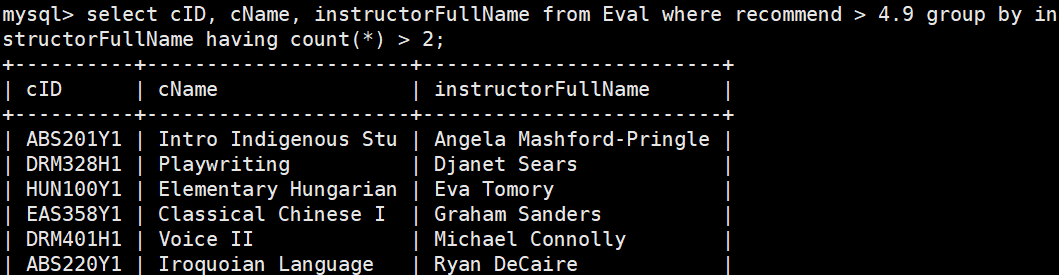 mysql> select cID, cName, instructorFullName from Eval where recommend > 4.9 group by in
structorFullName having count(*) > 2;
+----------+----------------------+-------------------------+
| cID      | cName                | instructorFullName      |
+----------+----------------------+-------------------------+
| ABS201Y1 | Intro Indigenous Stu | Angela Mashford-Pringle |
| DRM328H1 | Playwriting          | Djanet Sears            |
| HUN100Y1 | Elementary Hungarian | Eva Tomory              |
| EAS358Y1 | Classical Chinese I  | Graham Sanders          |
| DRM401H1 | Voice II             | Michael Connolly        |
| ABS220Y1 | Iroquoian Language   | Ryan DeCaire            |